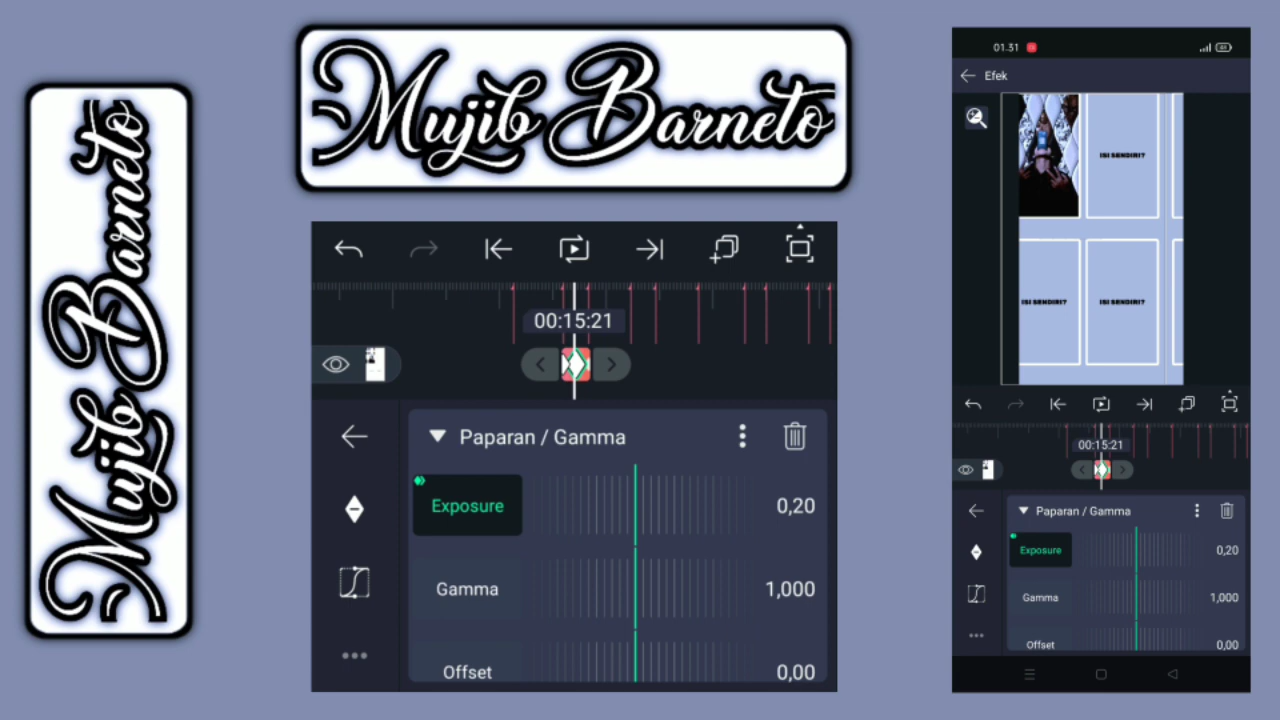 Mujib Barneto
Mujib Barneto
00:15:21
Paparan / Gamma
Exposure
0,20
Gamma
1,000
Offset
0,00
01.31
Efek
ISI SENDIRI?
ISI SENDIRI?
ISI SENDIRI?
00:15:21
Paparan / Gamma
Exposure
0,20
Gamma
1,000
Offset
0,00